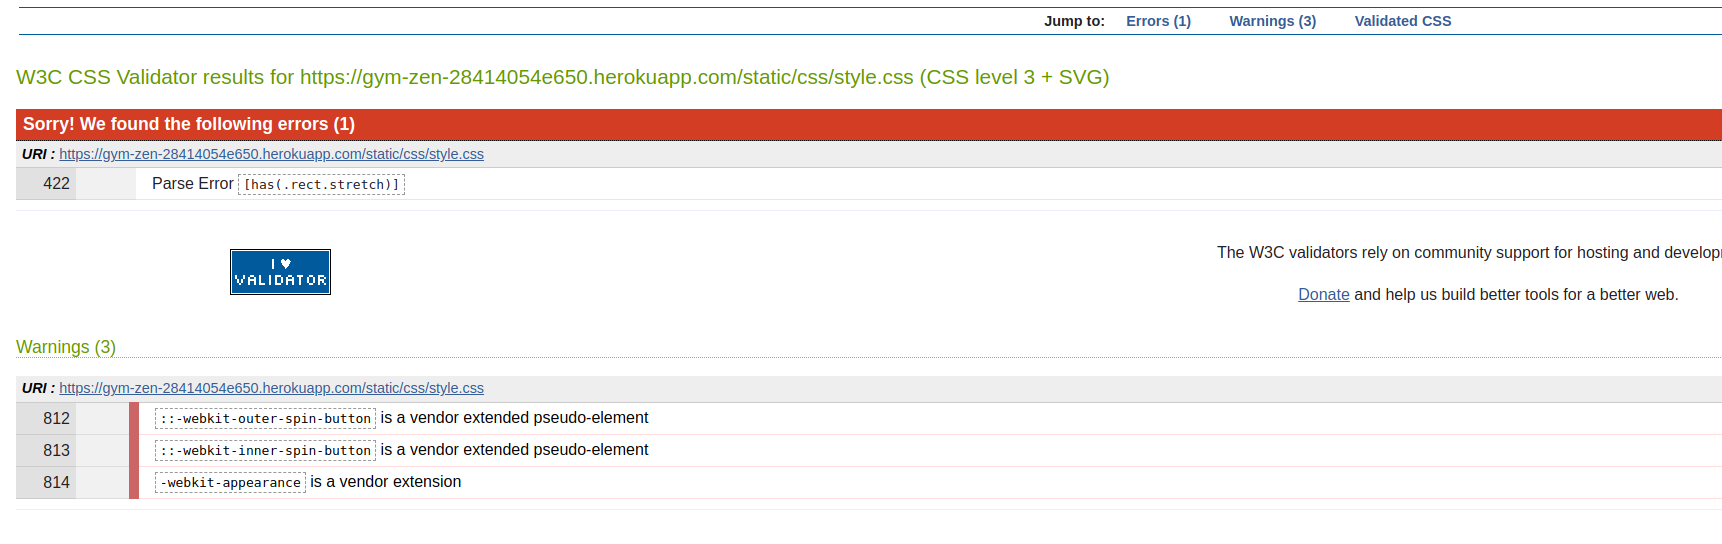 Jump to: Errors (1) Warnings (3) Validated CSS
W3C CSS Validator results for https://gym-zen-28414054e650.herokuapp.com/static/css/style.css (CSS level 3 + SVG)
Sorry! We found the following errors (1)
URI : https://gym-zen-28414054e650.herokuapp.com/static/css/style.css
422 Parse Error [has(.rect.stretch)]
I ♥
VALIDATOR
The W3C validators rely on community support for hosting and
Donate and help us build better tools for a better web.
Warnings (3)
URI : https://gym-zen-28414054e650.herokuapp.com/static/css/style.css
812 ::-webkit-outer-spin-button is a vendor extended pseudo-element
813 ::-webkit-inner-spin-button is a vendor extended pseudo-element
814 -webkit-appearance is a vendor extension